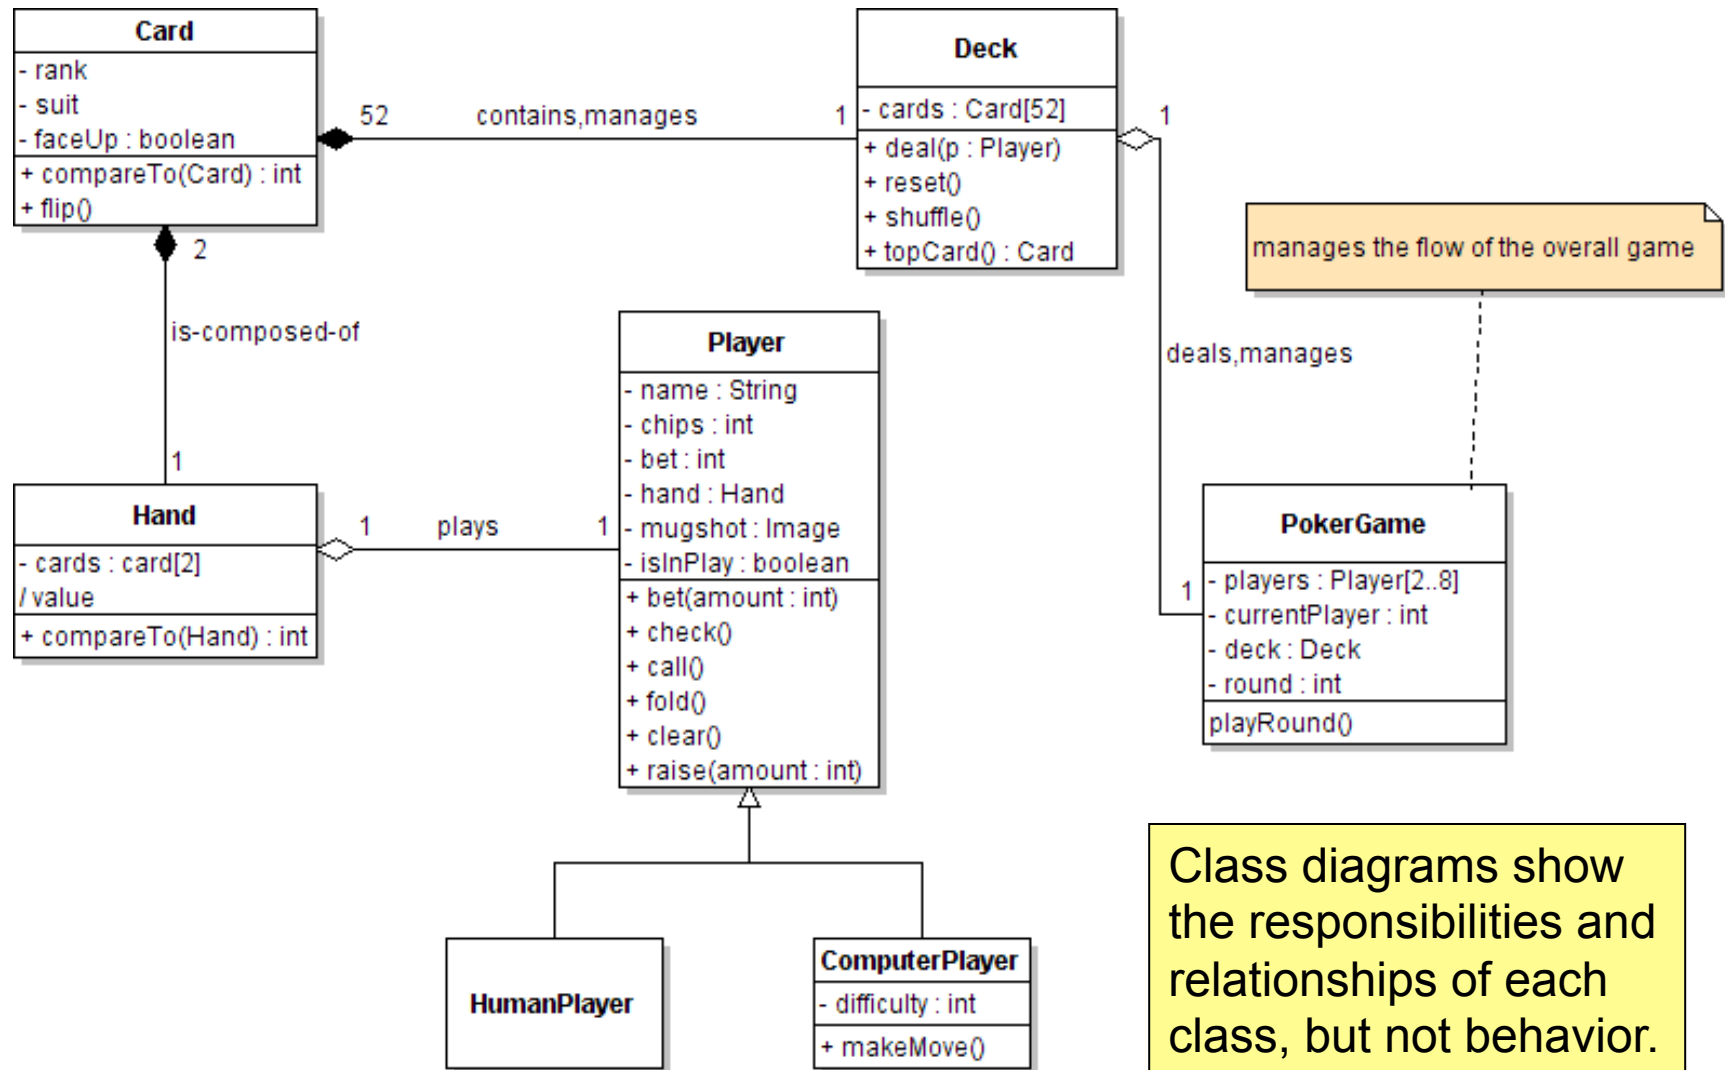 Card
- rank
- suit
- faceUp : boolean
+ compareTo(Card) : int
+ flip()
52
contains,manages
1
Deck
- cards : Card[52]
+ deal(p : Player)
+ reset()
+ shuffle()
+ topCard() : Card
1
manages the flow of the overall game
2
is-composed-of
1
deals,manages
1
Hand
- cards : card[2]
/ value
+ compareTo(Hand) : int
1
plays
1
Player
- name : String
- chips : int
- bet : int
- hand : Hand
- mugshot : Image
- isInPlay : boolean
+ bet(amount : int)
+ check()
+ call()
+ fold()
+ clear()
+ raise(amount : int)
PokerGame
- players : Player[2..8]
- currentPlayer : int
- deck : Deck
- round : int
playRound()
HumanPlayer
ComputerPlayer
- difficulty : int
+ makeMove()
Class diagrams show
the responsibilities and
relationships of each
class, but not behavior.